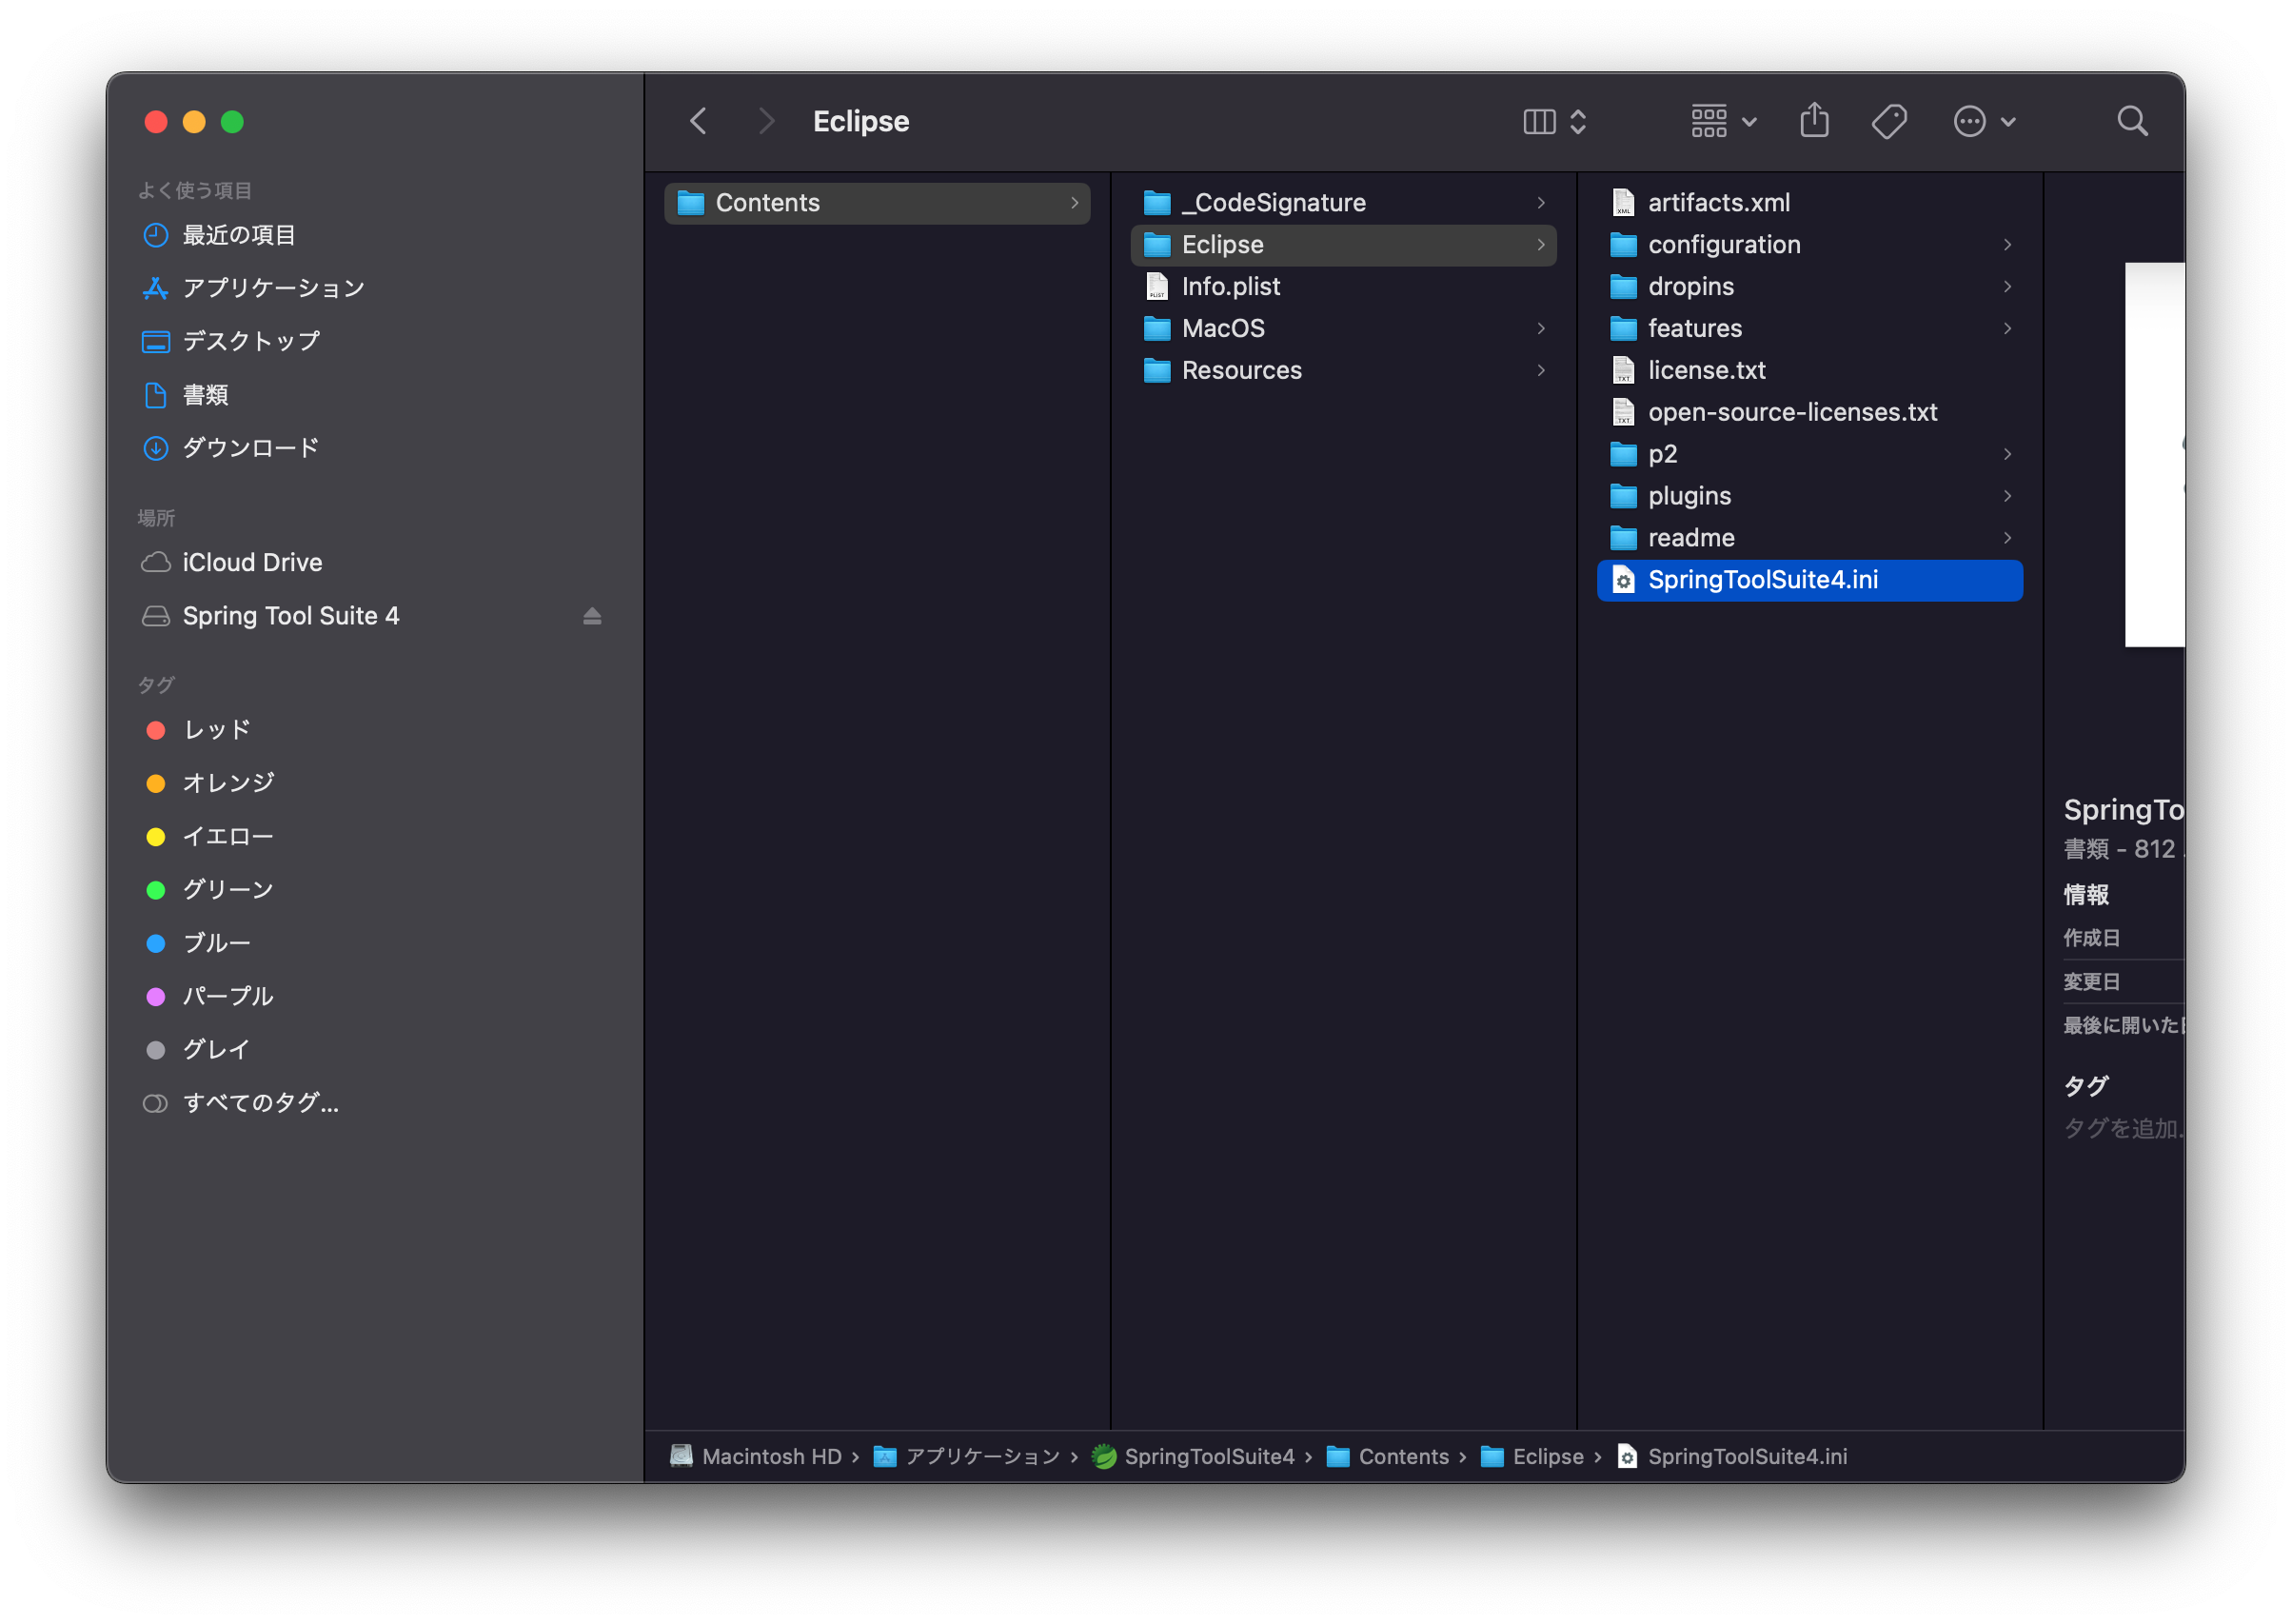 Eclipse
よく使う項目
最近の項目
アプリケーション
デスクトップ
書類
ダウンロード
場所
iCloud Drive
Spring Tool Suite 4
タグ
レッド
オレンジ
イエロー
グリーン
ブルー
パープル
グレイ
すべてのタグ...
Contents
_CodeSignature
Eclipse
Info.plist
MacOS
Resources
artifacts.xml
configuration
dropins
features
license.txt
open-source-licenses.txt
p2
plugins
readme
SpringToolSuite4.ini
SpringTo
書類 - 812
情報
作成日
変更日
最後に開いた
タグ
タグを追加
Macintosh HD › アプリケーション › SpringToolSuite4 › Contents › Eclipse › SpringToolSuite4.ini